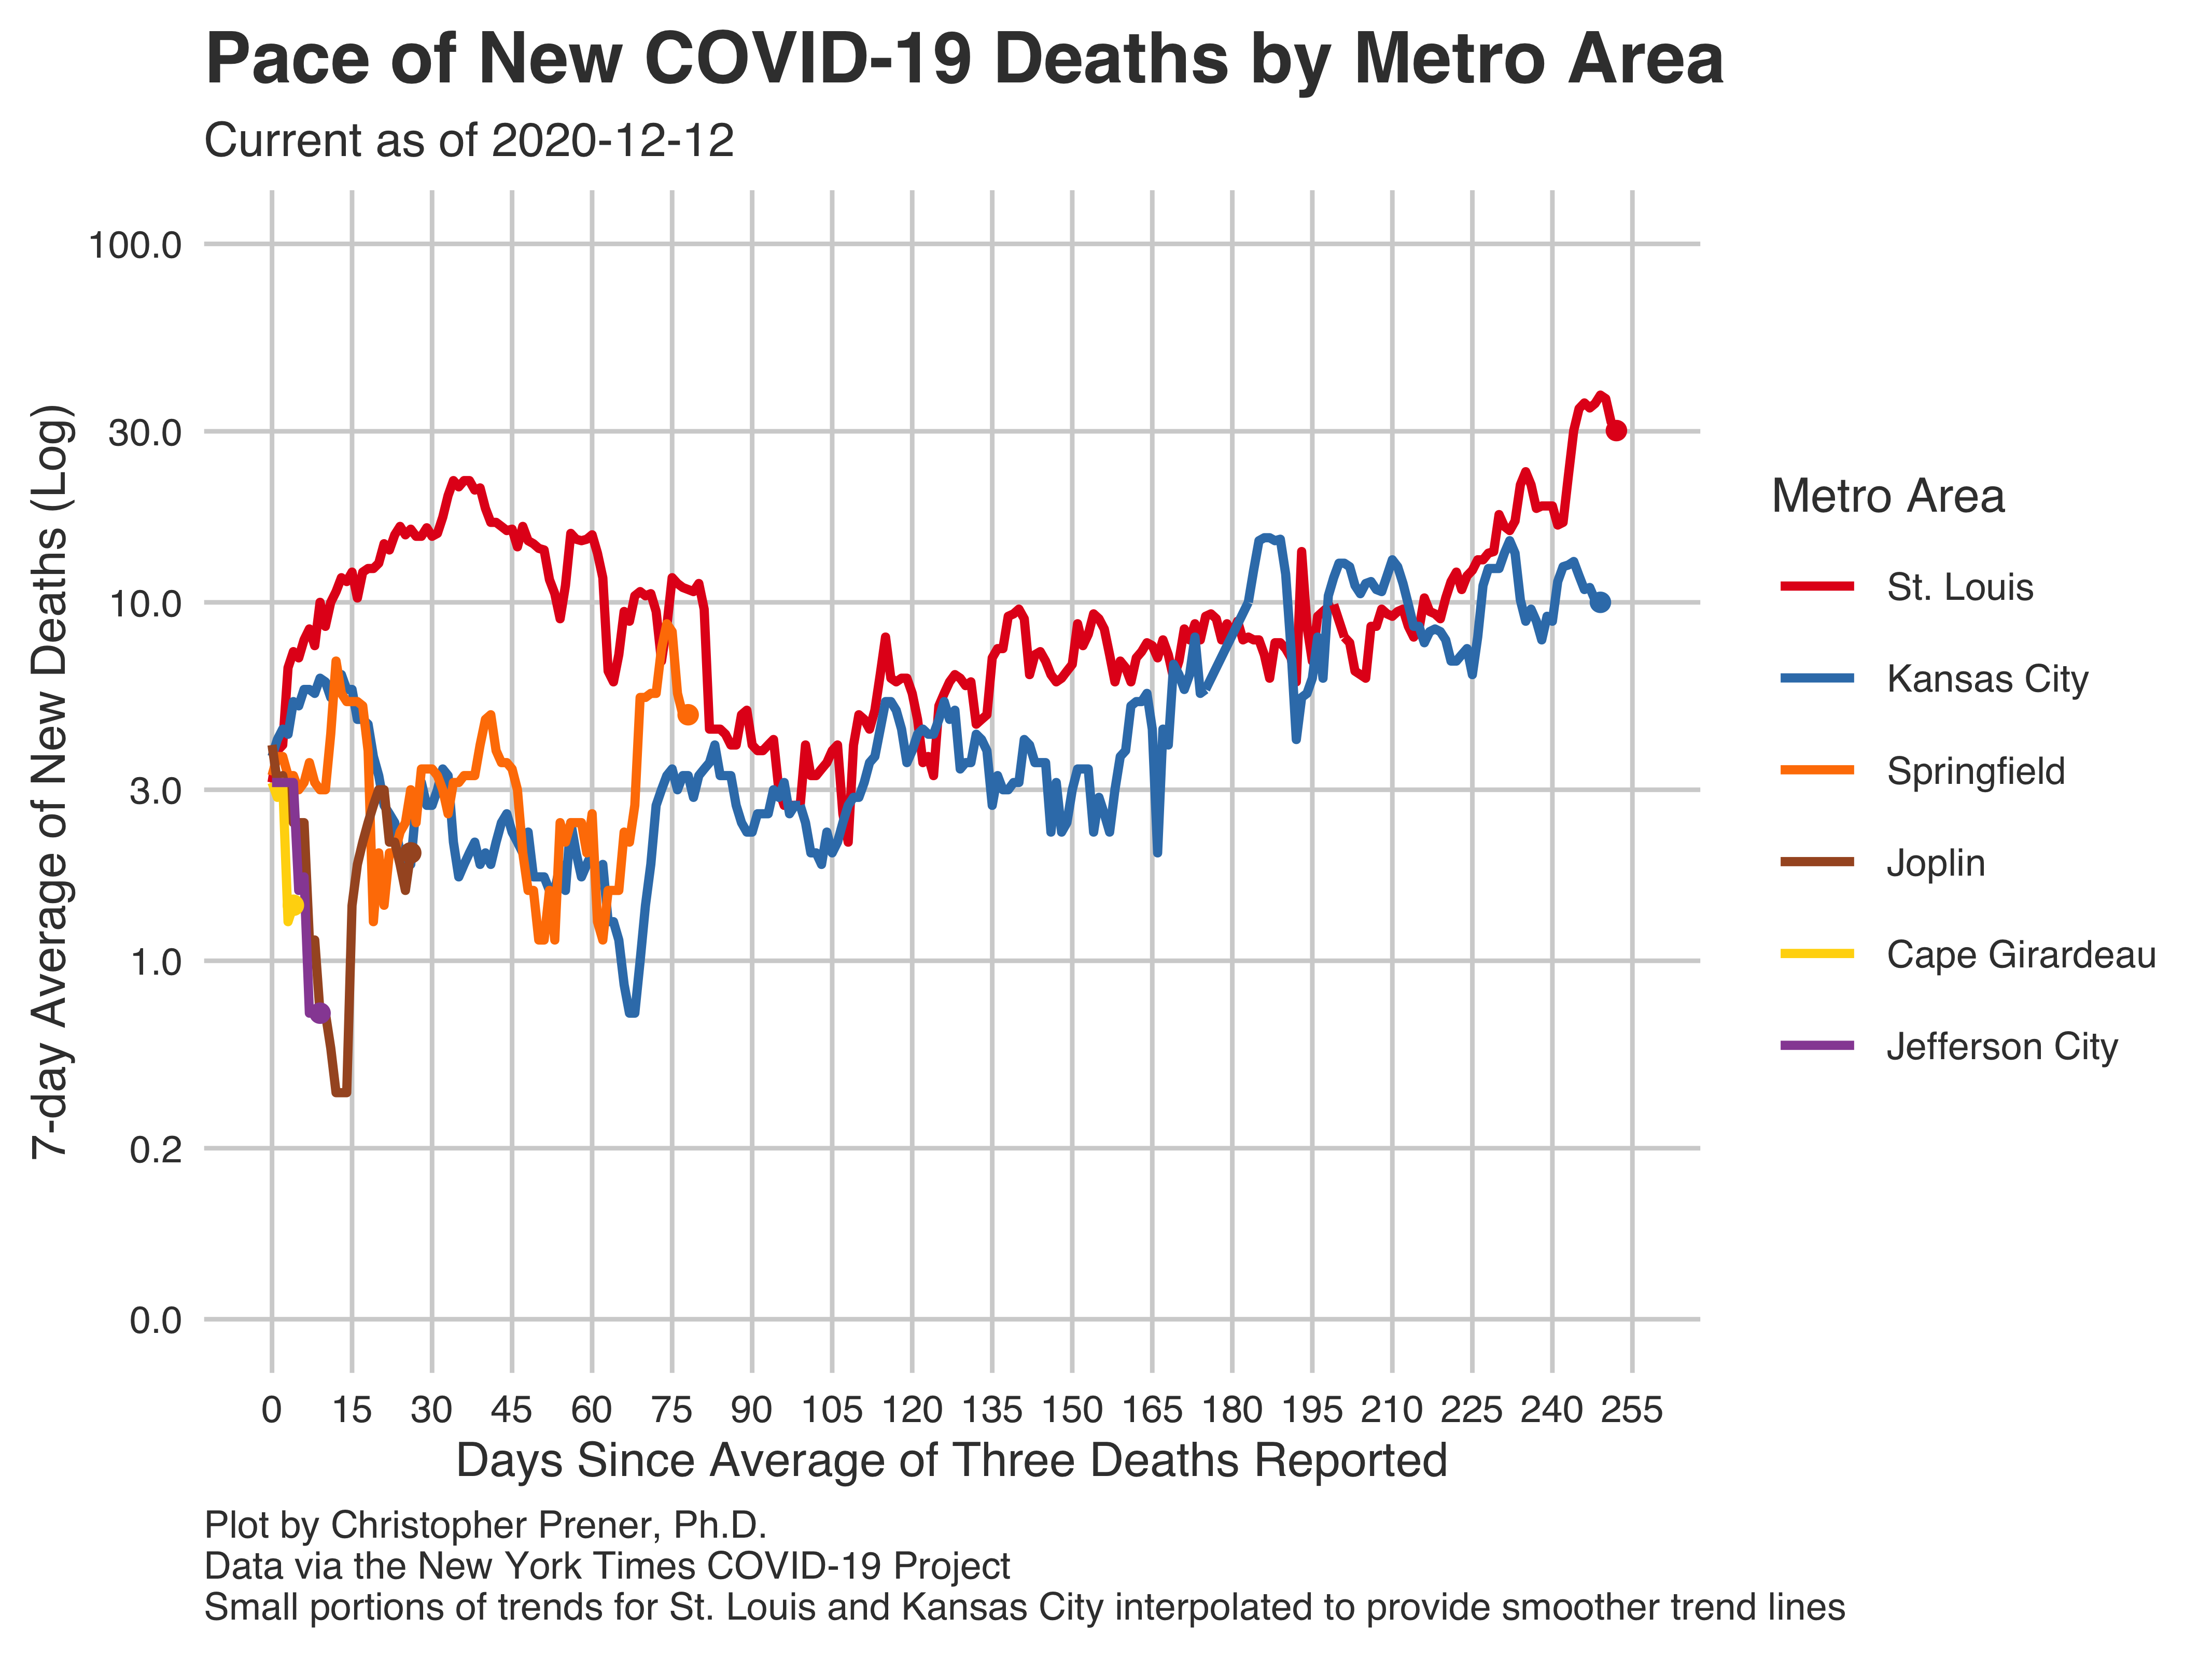 Pace of New COVID-19 Deaths by Metro Area
Current as of 2020-12-12
7-day Average of New Deaths (Log)
100.0
30.0
10.0
3.0
1.0
0.2
0.0
0 15 30 45 60 75 90 105 120 135 150 165 180 195 210 225 240 255
Days Since Average of Three Deaths Reported
Metro Area
St. Louis
Kansas City
Springfield
Joplin
Cape Girardeau
Jefferson City
Plot by Christopher Prener, Ph.D.
Data via the New York Times COVID-19 Project
Small portions of trends for St. Louis and Kansas City interpolated to provide smoother trend lines